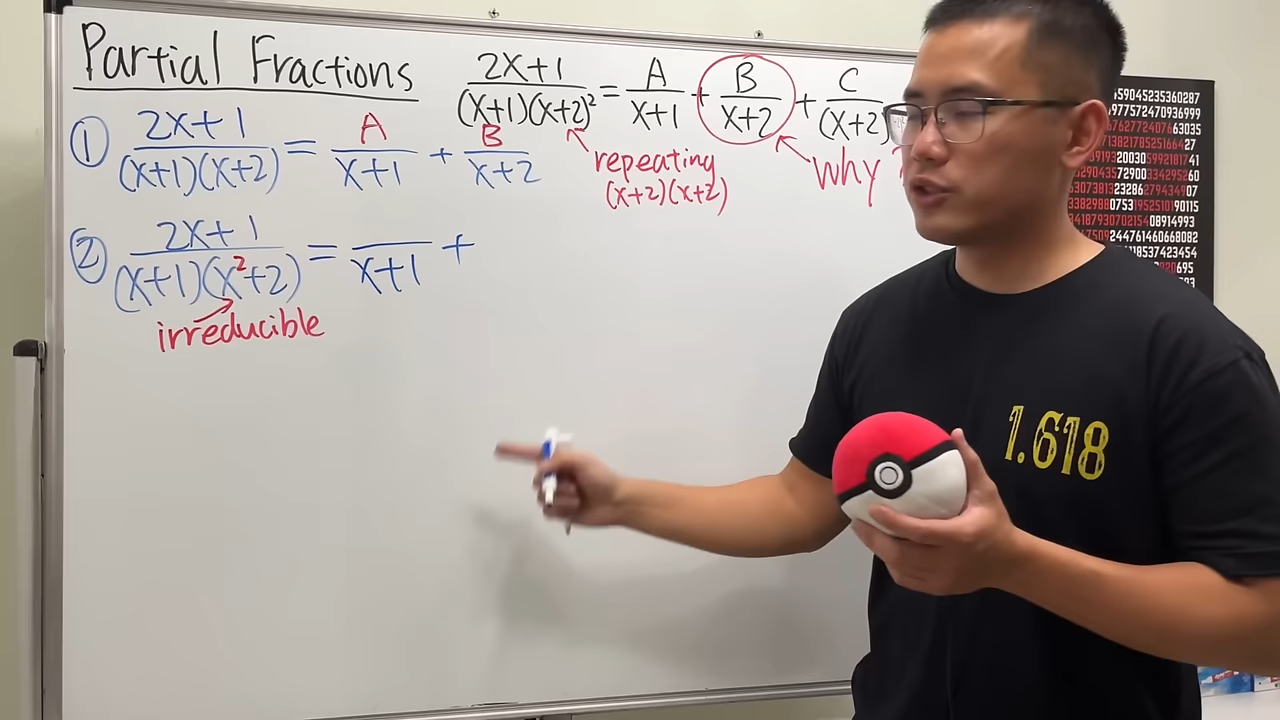 Partial Fractions
2x+1/(x+1)(x+2)² = A/x+1 + B/x+2 + C/(x+2)
repeating
(x+2)(x+2)
why ?
① 2x+1/(x+1)(x+2) = A/x+1 + B/x+2
② 2x+1/(x+1)(x²+2) = /x+1 +
irreducible
1.618